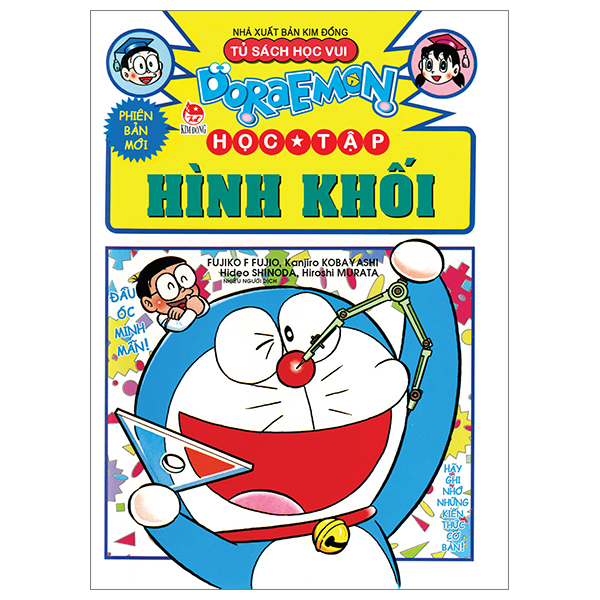 NHÀ XUẤT BẢN KIM ĐỒNG
TỦ SÁCH HỌC VUI
DORAEMON
PHIÊN
BẢN
MỚI
KIM ĐỒNG
HỌC★TẬP
HÌNH KHỐI
FUJIKO F FUJIO, Kanjiro KOBAYASHI
Hideo SHINODA, Hiroshi MURATA
NHIỀU NGƯỜI DỊCH
ĐẦU
ÓC
MINH
MẪN!
HÃY
GHI
NHỚ
NHỮNG
KIẾN
THỨC
CƠ
BẢN!